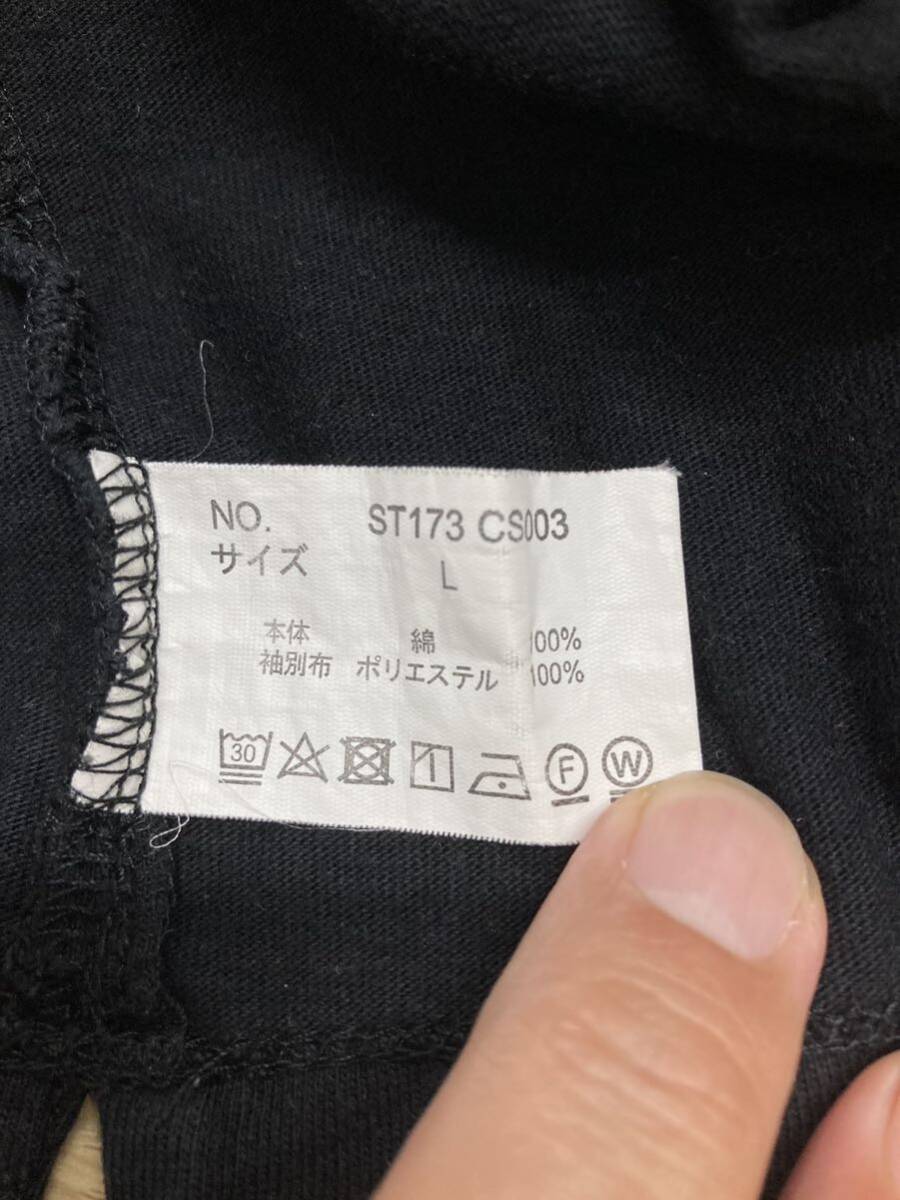 NO. ST173 CS003
サイズ L
本体 綿 100%
袖別布 ポリエステル 100%
30 F W